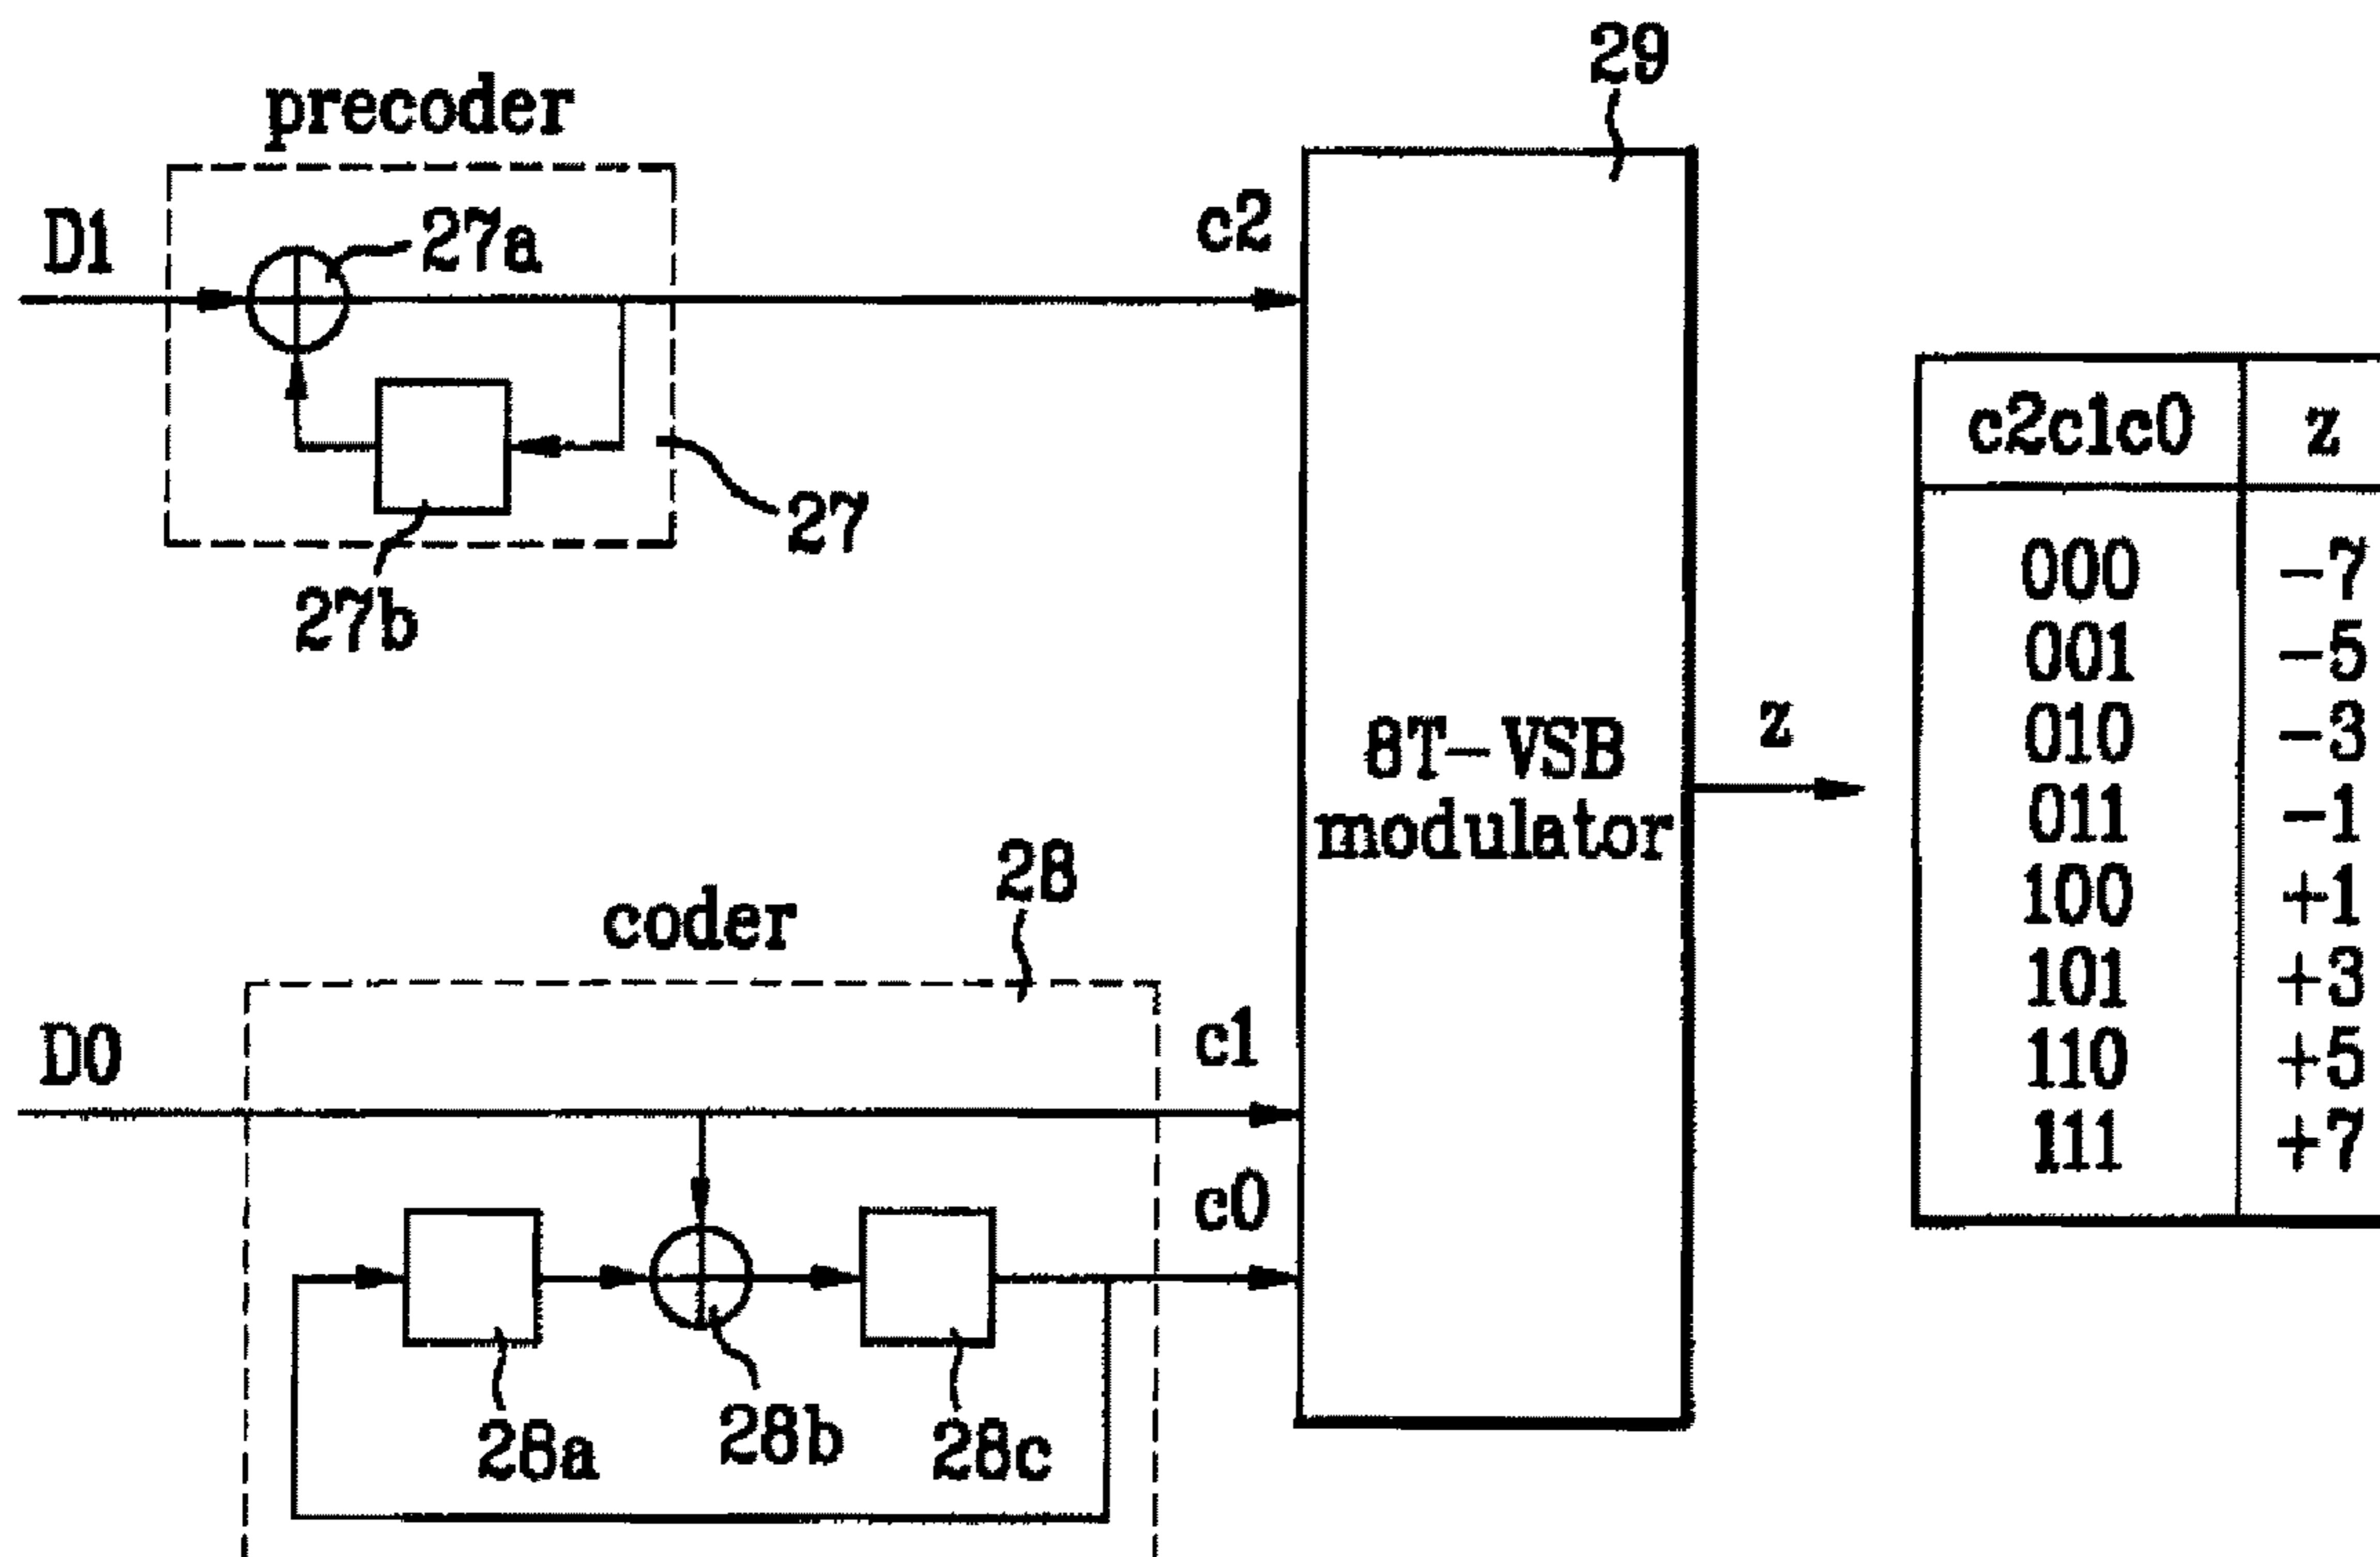 29
precoder
D1
27a
c2
27
27b
8T-VSB
modulator
z
c2c1c0 z
000 -7
001 -5
010 -3
011 -1
100 +1
101 +3
110 +5
111 +7
28
coder
D0
c1
c0
28a
28b
28c